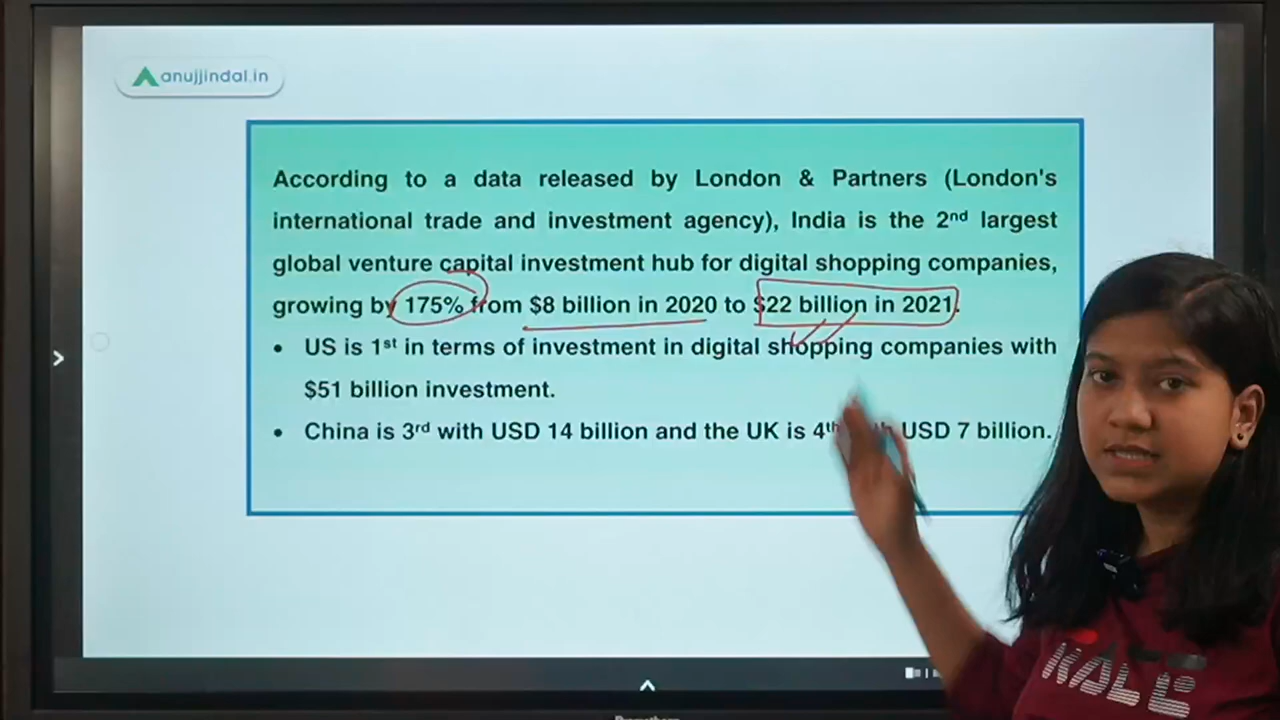 anujjindal.in
According to a data released by London & Partners (London's
international trade and investment agency), India is the 2nd largest
global venture capital investment hub for digital shopping companies,
growing by 175% from $8 billion in 2020 to $22 billion in 2021.
• US is 1st in terms of investment in digital shopping companies with
$51 billion investment.
• China is 3rd with USD 14 billion and the UK is 4th USD 7 billion.